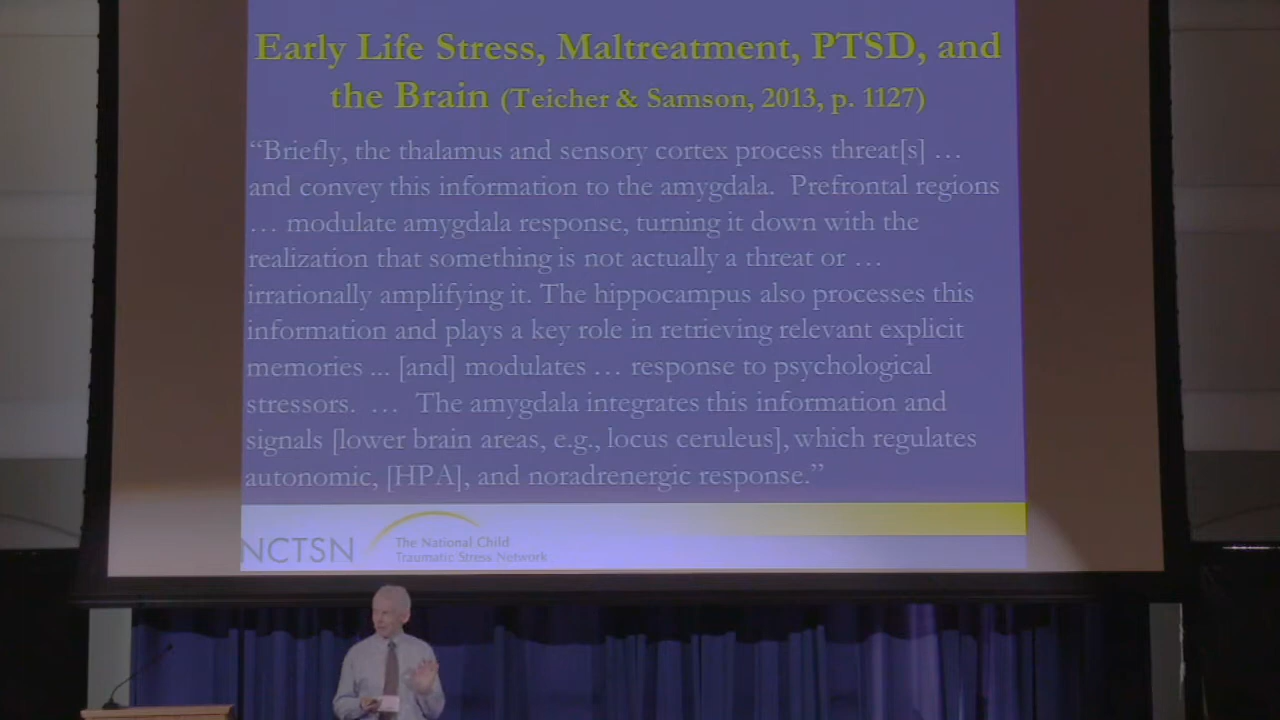 Early Life Stress, Maltreatment, PTSD, and
the Brain (Teicher & Samson, 2013, p. 1127)
“Briefly, the thalamus and sensory cortex process threat[s] …
and convey this information to the amygdala.  Prefrontal regions
… modulate amygdala response, turning it down with the
realization that something is not actually a threat or …
irrationally amplifying it. The hippocampus also processes this
information and plays a key role in retrieving relevant explicit
memories ... [and] modulates … response to psychological
stressors.  …  The amygdala integrates this information and
signals [lower brain areas, e.g., locus ceruleus], which regulates
autonomic, [HPA], and noradrenergic response.”
NCTSN
The National Child
Traumatic Stress Network